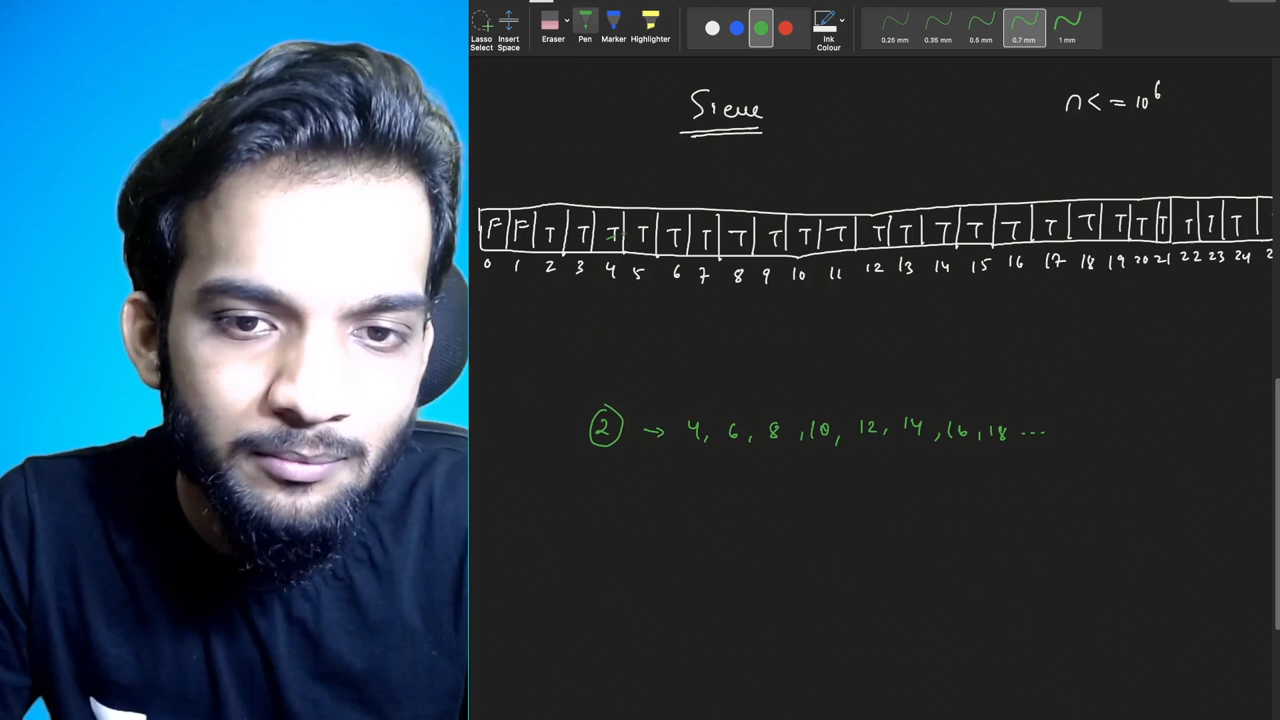 Lasso Select
Insert Space
Eraser
Pen
Marker
Highlighter
Ink Colour
0.25 mm
0.35 mm
0.5 mm
0.7 mm
1 mm
Sieve
n <= 10^6
F F T T T T T T T T T T T T T T T T T T T T T T T
0 1 2 3 4 5 6 7 8 9 10 11 12 13 14 15 16 17 18 19 20 21 22 23 24 2
2 → 4, 6, 8, 10, 12, 14, 16, 18 ...